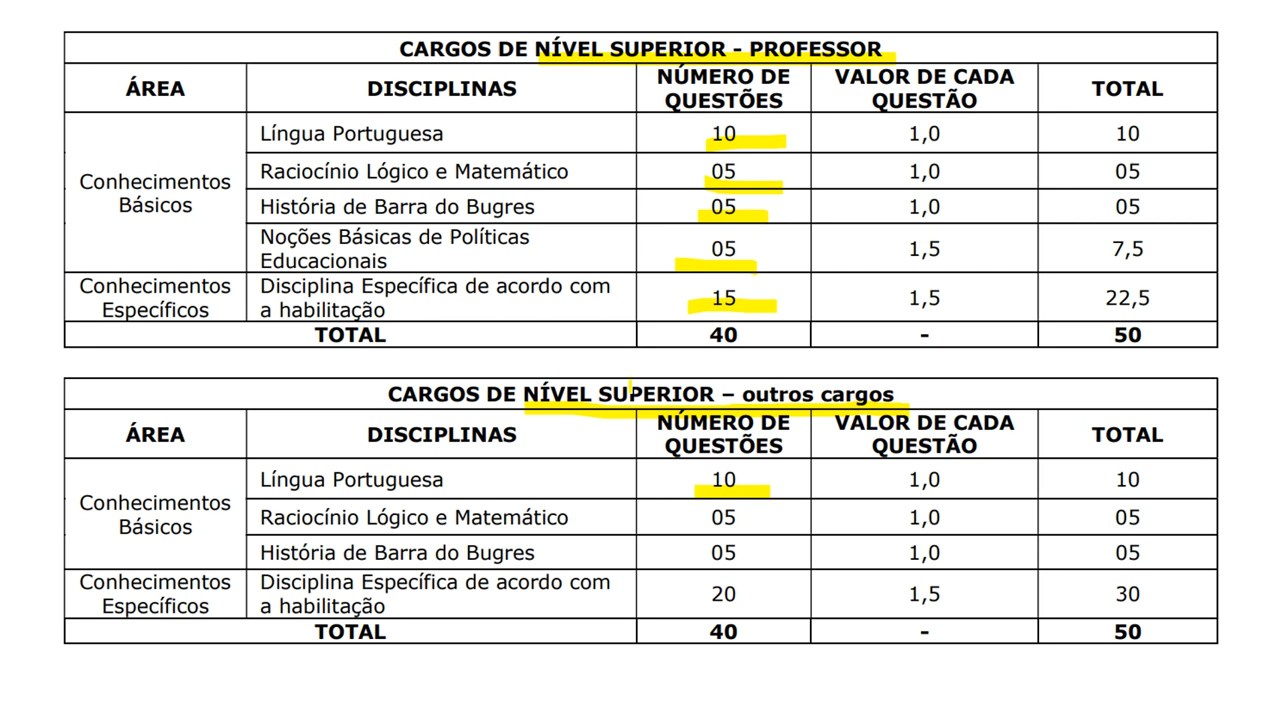 CARGOS DE NÍVEL SUPERIOR - PROFESSOR
ÁREA DISCIPLINAS NÚMERO DE QUESTÕES VALOR DE CADA QUESTÃO TOTAL
Conhecimentos Básicos
Língua Portuguesa 10 1,0 10
Raciocínio Lógico e Matemático 05 1,0 05
História de Barra do Bugres 05 1,0 05
Noções Básicas de Políticas Educacionais 05 1,5 7,5
Conhecimentos Específicos Disciplina Específica de acordo com a habilitação 15 1,5 22,5
TOTAL 40 - 50
CARGOS DE NÍVEL SUPERIOR – outros cargos
ÁREA DISCIPLINAS NÚMERO DE QUESTÕES VALOR DE CADA QUESTÃO TOTAL
Conhecimentos Básicos
Língua Portuguesa 10 1,0 10
Raciocínio Lógico e Matemático 05 1,0 05
História de Barra do Bugres 05 1,0 05
Conhecimentos Específicos Disciplina Específica de acordo com a habilitação 20 1,5 30
TOTAL 40 - 50